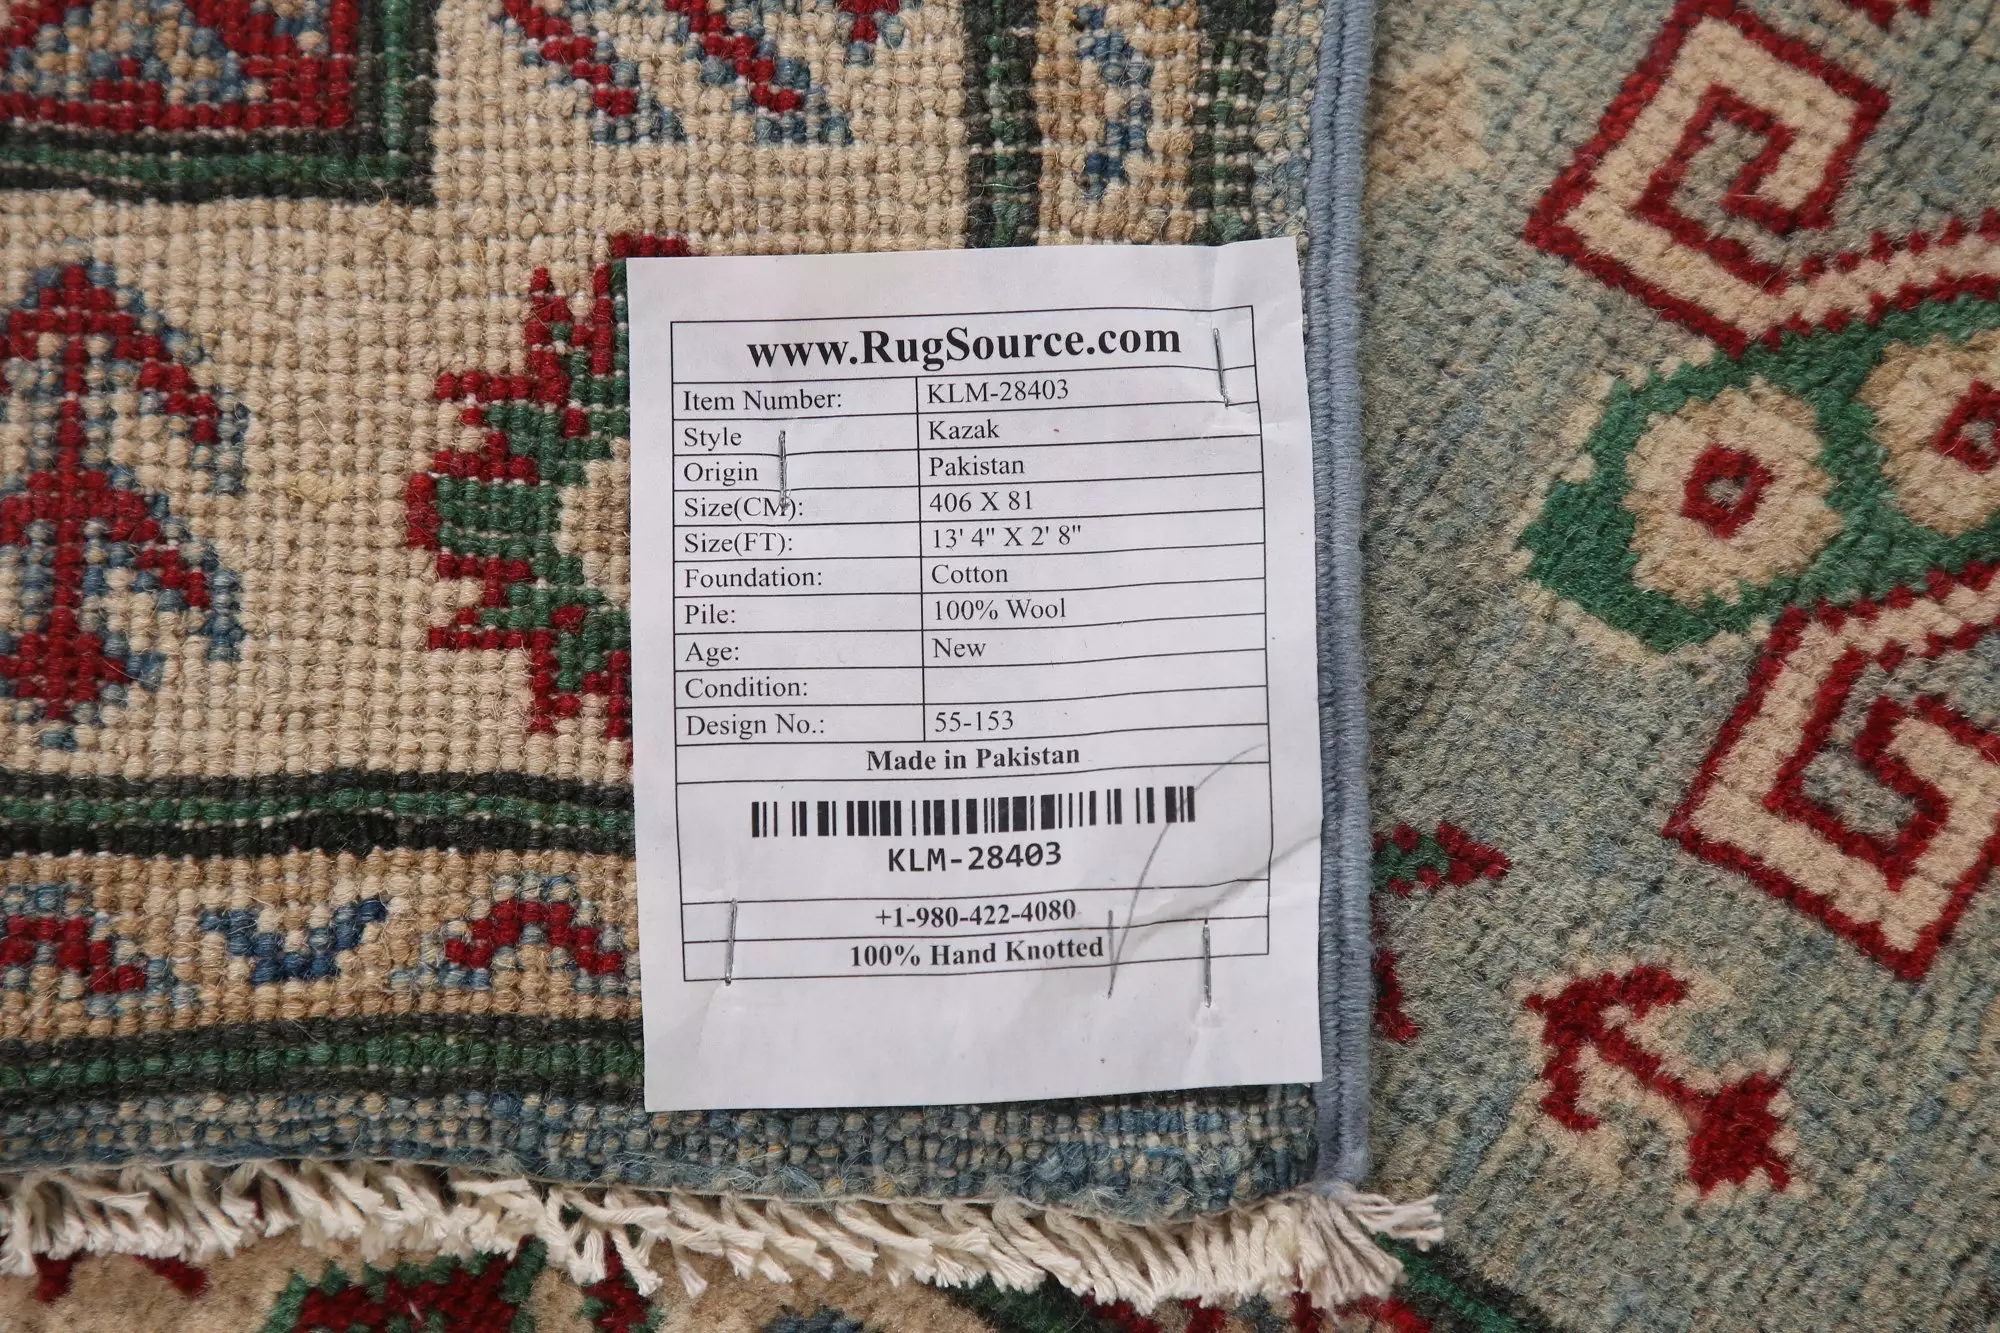 www.RugSource.com
Item Number: KLM-28403
Style Kazak
Origin Pakistan
Size(CM): 406 X 81
Size(FT): 13' 4" X 2' 8"
Foundation: Cotton
Pile: 100% Wool
Age: New
Condition:
Design No.: 55-153
Made in Pakistan
KLM-28403
+1-980-422-4080
100% Hand Knotted